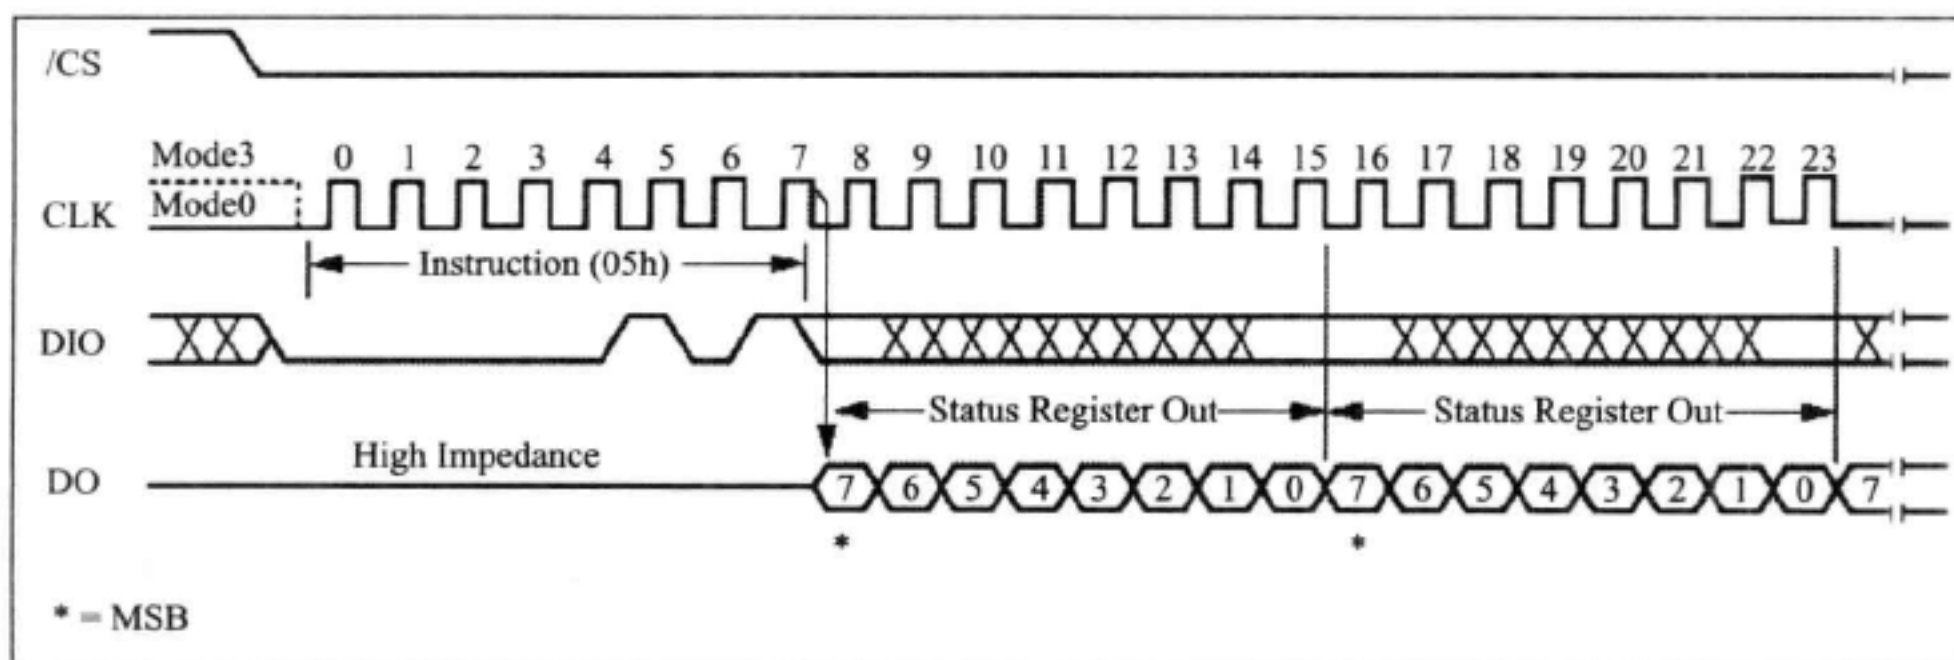 /CS
Mode3 0 1 2 3 4 5 6 7 8 9 10 11 12 13 14 15 16 17 18 19 20 21 22 23
CLK Mode0
Instruction (05h)
DIO
Status Register Out Status Register Out
High Impedance
DO 7 6 5 4 3 2 1 0 7 6 5 4 3 2 1 0 7
* *
* = MSB